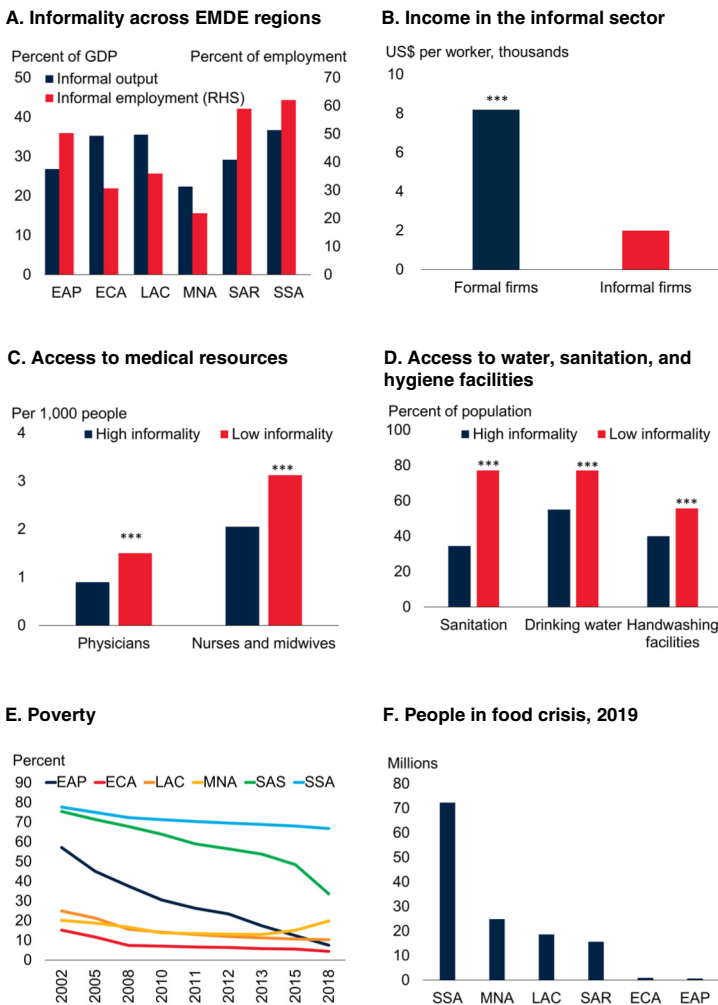 A. Informality across EMDE regions
Percent of GDP
Percent of employment
50
40
30
20
10
0
70
60
50
40
30
20
10
0
Informal output
Informal employment (RHS)
EAP ECA LAC MNA SAR SSA
B. Income in the informal sector
US$ per worker, thousands
10
8
6
4
2
0
***
Formal firms Informal firms
C. Access to medical resources
Per 1,000 people
4
3
2
1
0
High informality Low informality
***
***
Physicians Nurses and midwives
D. Access to water, sanitation, and
hygiene facilities
Percent of population
100
80
60
40
20
0
High informality Low informality
*** *** ***
Sanitation Drinking water Handwashing
facilities
E. Poverty
Percent
90
80
70
60
50
40
30
20
10
0
EAP ECA LAC MNA SAS SSA
2002 2005 2008 2010 2011 2012 2013 2015 2018
F. People in food crisis, 2019
Millions
80
70
60
50
40
30
20
10
0
SSA MNA LAC SAR ECA EAP